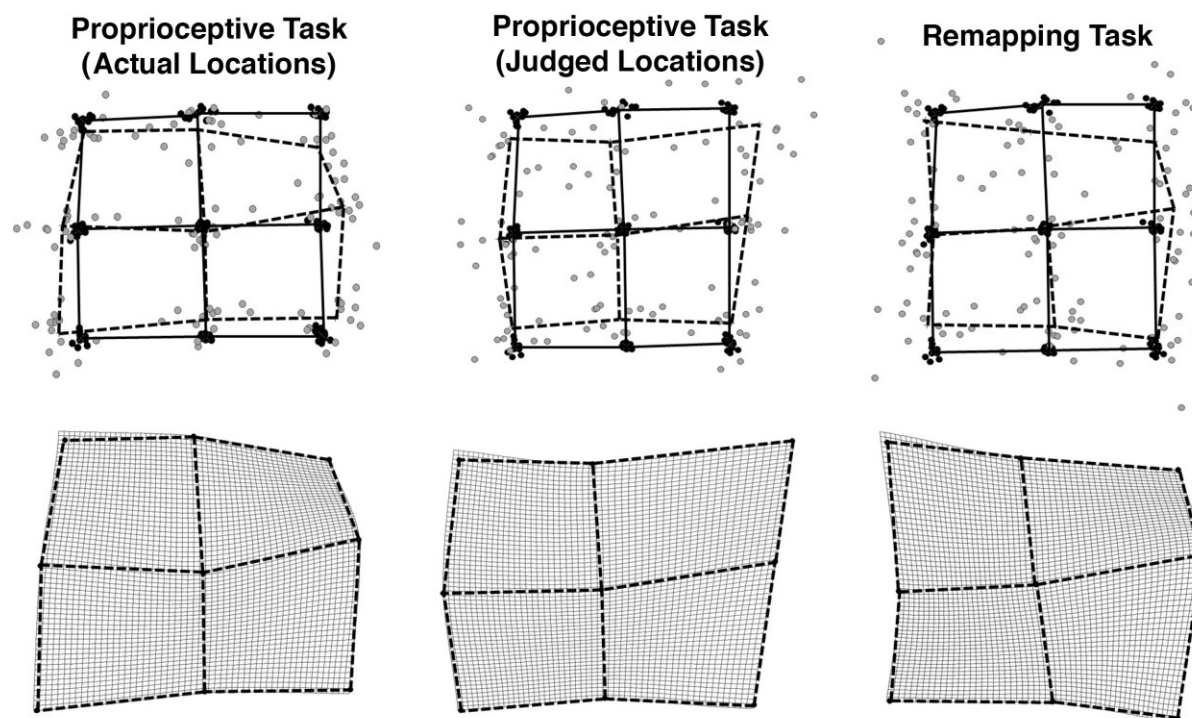 Proprioceptive Task
(Actual Locations)
Proprioceptive Task
(Judged Locations)
Remapping Task